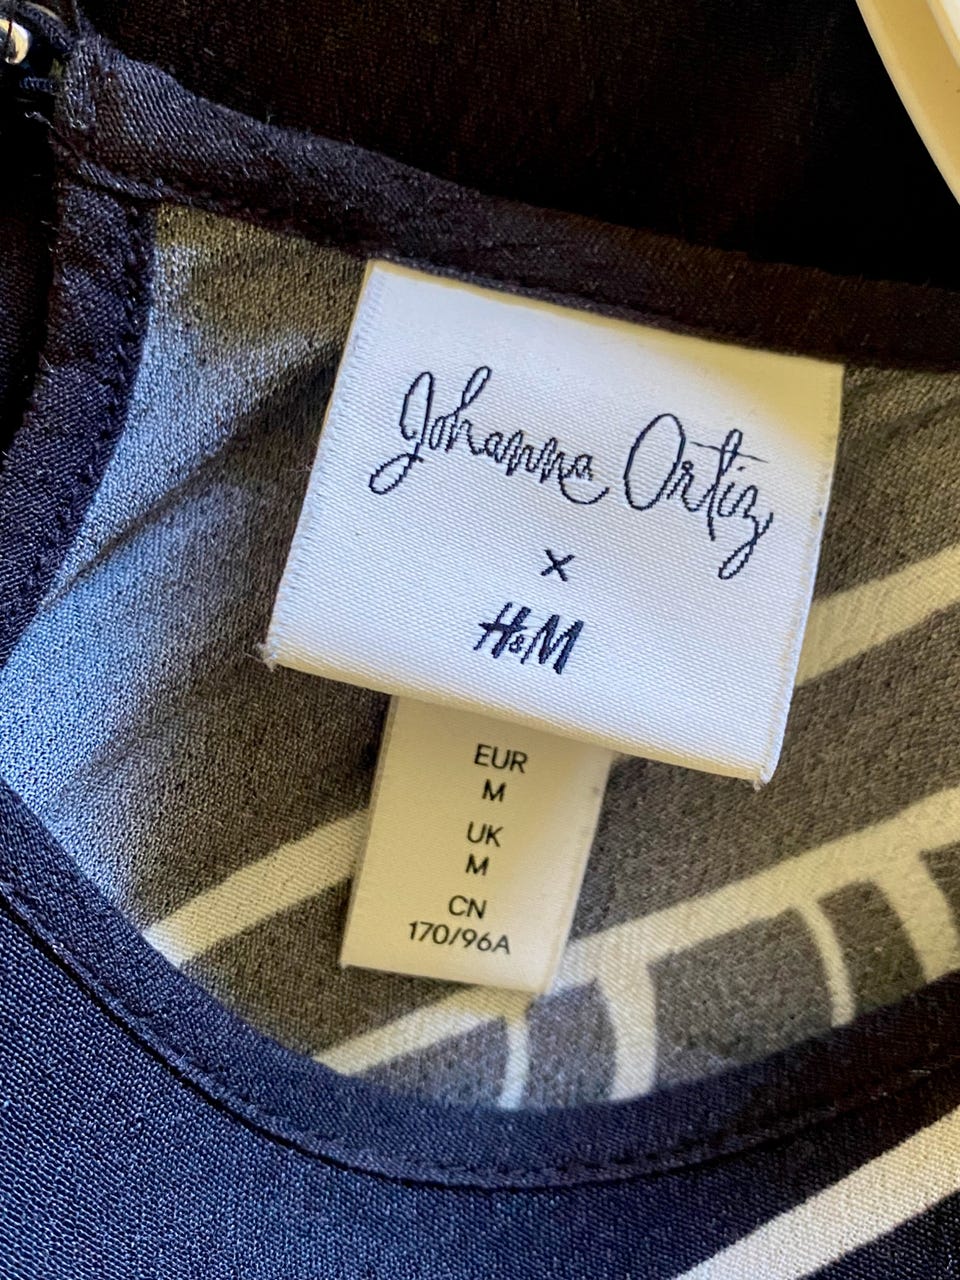 Johanna Ortiz
x
H&M
EUR
M
UK
M
CN
170/96A